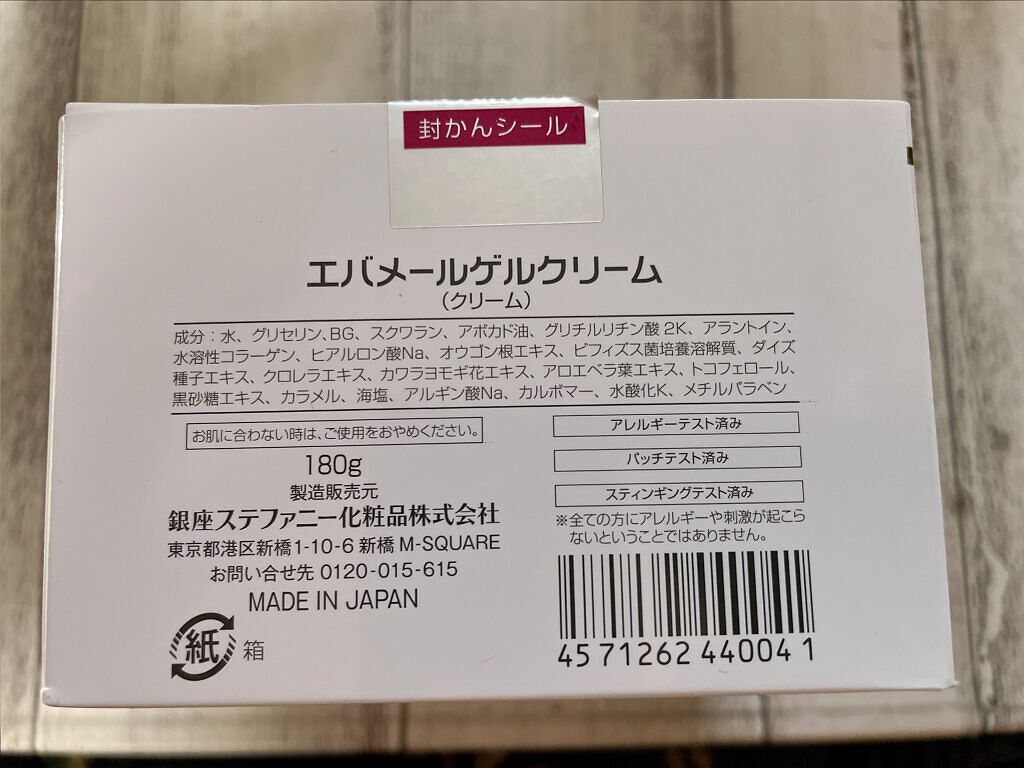 封かんシール
エバメールゲルクリーム
(クリーム)
成分：水、グリセリン、BG、スクワラン、アボカド油、グリチルリチン酸2K、アラントイン、
水溶性コラーゲン、ヒアルロン酸Na、オウゴン根エキス、ビフィズス菌培養溶解質、ダイズ
種子エキス、クロレラエキス、カワラヨモギ花エキス、アロエベラ葉エキス、トコフェロール、
黒砂糖エキス、カラメル、海塩、アルギン酸Na、カルボマー、水酸化K、メチルパラベン
お肌に合わない時は、ご使用をおやめください。
180g
製造販売元
銀座ステファニー化粧品株式会社
東京都港区新橋1-10-6 新橋 M-SQUARE
お問い合せ先 0120-015-615
MADE IN JAPAN
紙 箱
アレルギーテスト済み
パッチテスト済み
スティンギングテスト済み
※全ての方にアレルギーや刺激が起こら
ないということではありません。
4571262440041